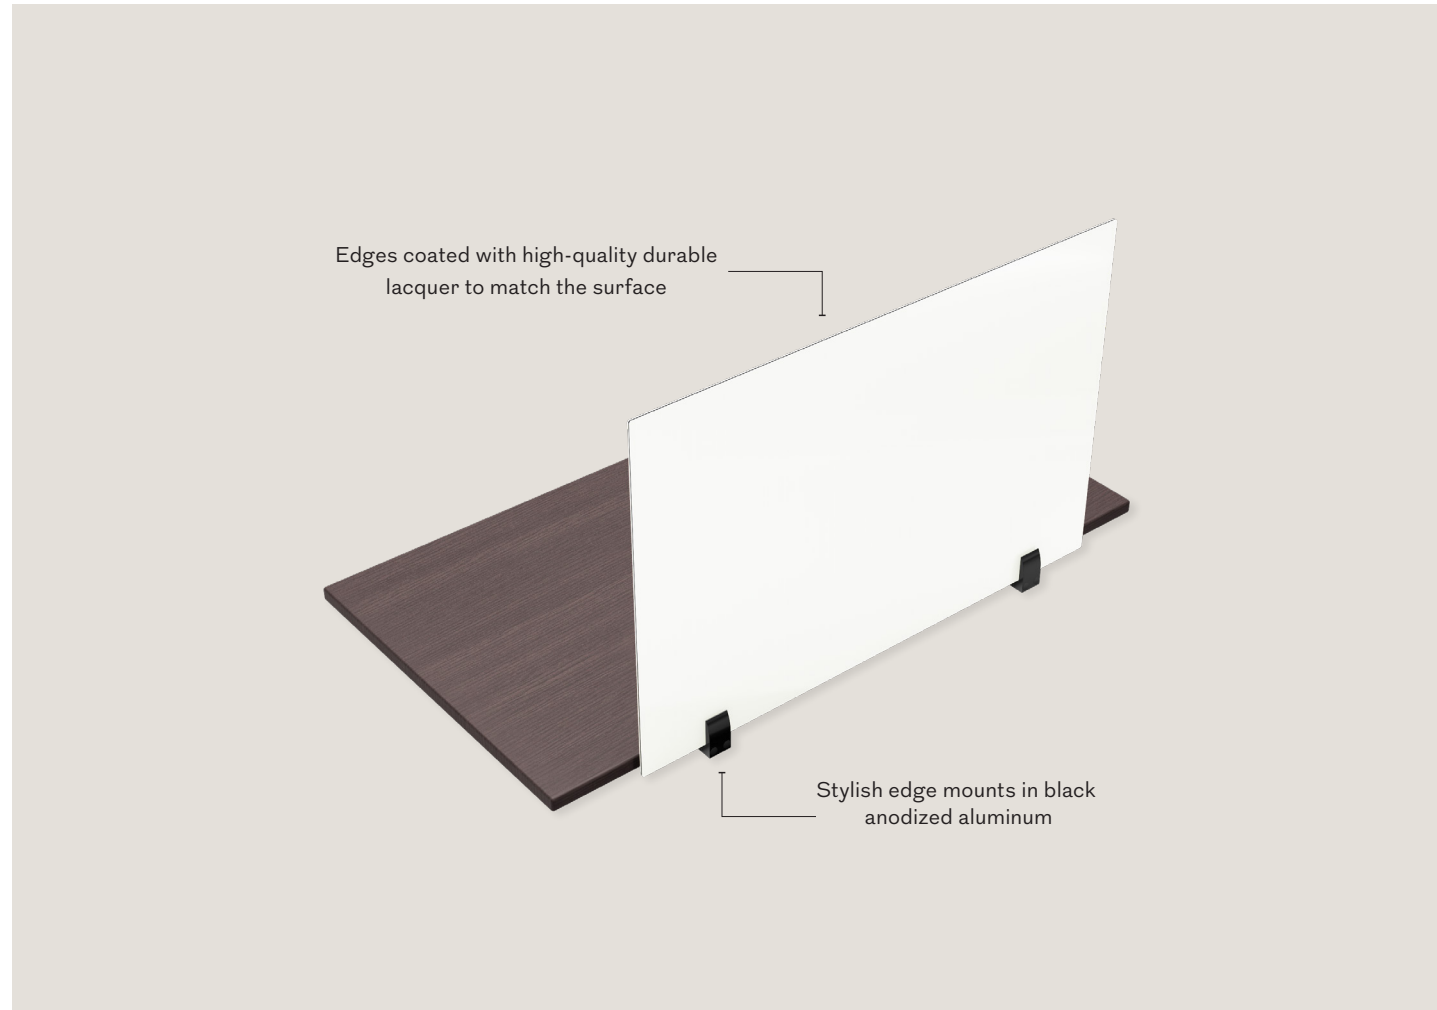 Edges coated with high-quality durable
lacquer to match the surface
Stylish edge mounts in black
anodized aluminum